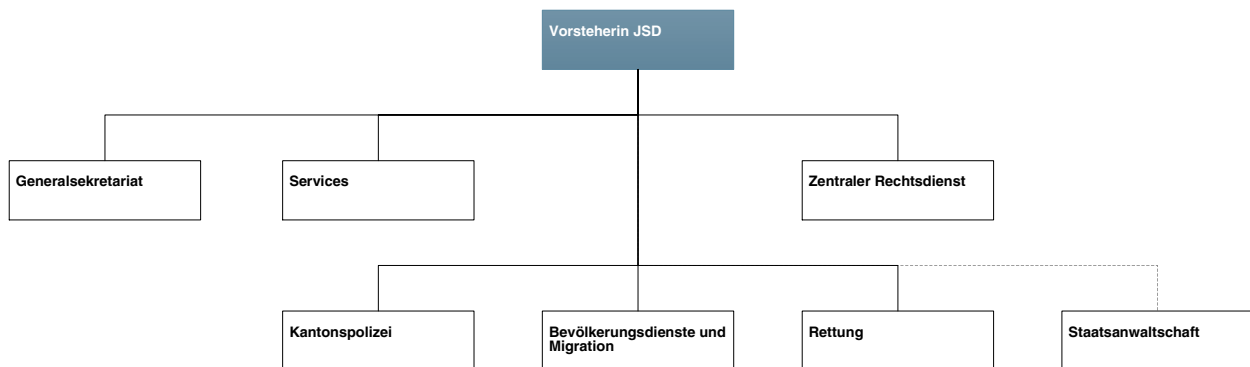 Vorsteherin JSD
Generalsekretariat
Services
Zentraler Rechtsdienst
Kantonspolizei
Bevölkerungsdienste und
Migration
Rettung
Staatsanwaltschaft